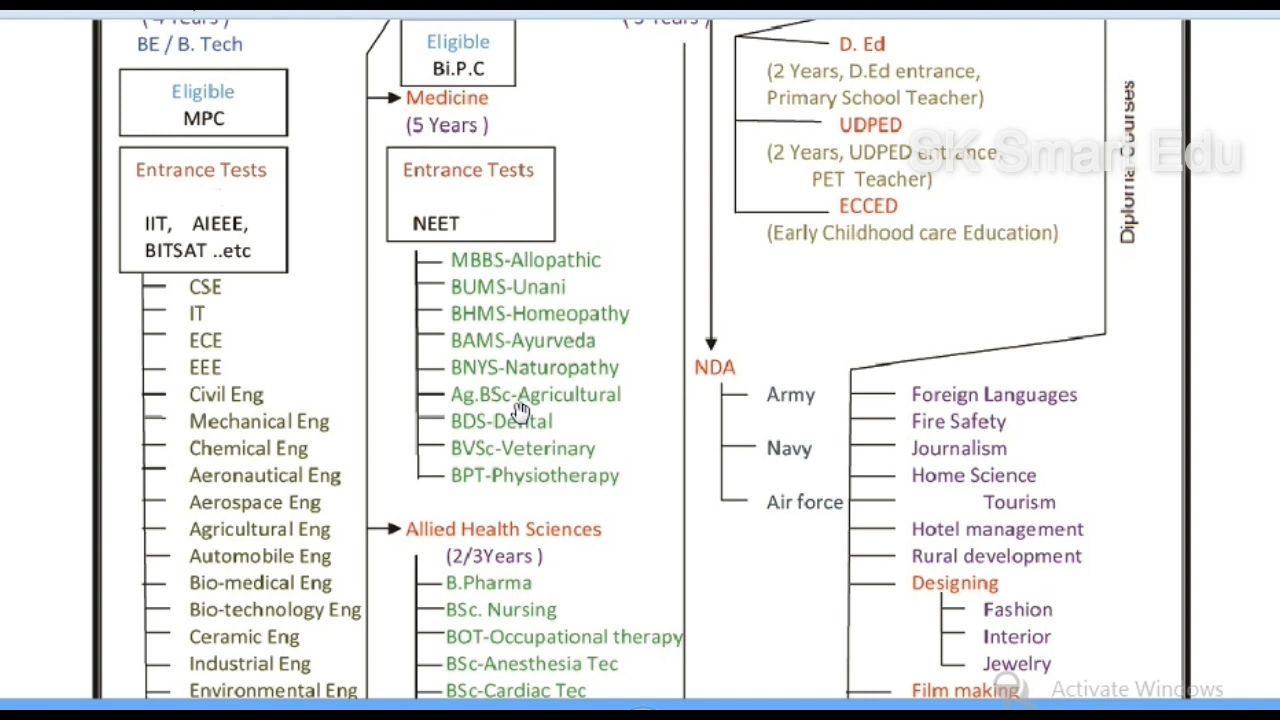 ( 4 Years )
BE / B. Tech
Eligible
MPC
Entrance Tests
IIT, AIEEE,
BITSAT ..etc
CSE
IT
ECE
EEE
Civil Eng
Mechanical Eng
Chemical Eng
Aeronautical Eng
Aerospace Eng
Agricultural Eng
Automobile Eng
Bio-medical Eng
Bio-technology Eng
Ceramic Eng
Industrial Eng
Environmental Eng
Eligible
Bi.P.C
Medicine
(5 Years )
Entrance Tests
NEET
MBBS-Allopathic
BUMS-Unani
BHMS-Homeopathy
BAMS-Ayurveda
BNYS-Naturopathy
Ag.BSc-Agricultural
BDS-Dental
BVSc-Veterinary
BPT-Physiotherapy
Allied Health Sciences
(2/3Years )
B.Pharma
BSc. Nursing
BOT-Occupational therapy
BSc-Anesthesia Tec
BSc-Cardiac Tec
NDA
Army
Navy
Air force
D. Ed
(2 Years, D.Ed entrance,
Primary School Teacher)
UDPED
(2 Years, UDPED entrance,
PET Teacher)
ECCED
(Early Childhood care Education)
SK Smart Edu
Diploma Courses
Foreign Languages
Fire Safety
Journalism
Home Science
Tourism
Hotel management
Rural development
Designing
Fashion
Interior
Jewelry
Film making
Activate Windows